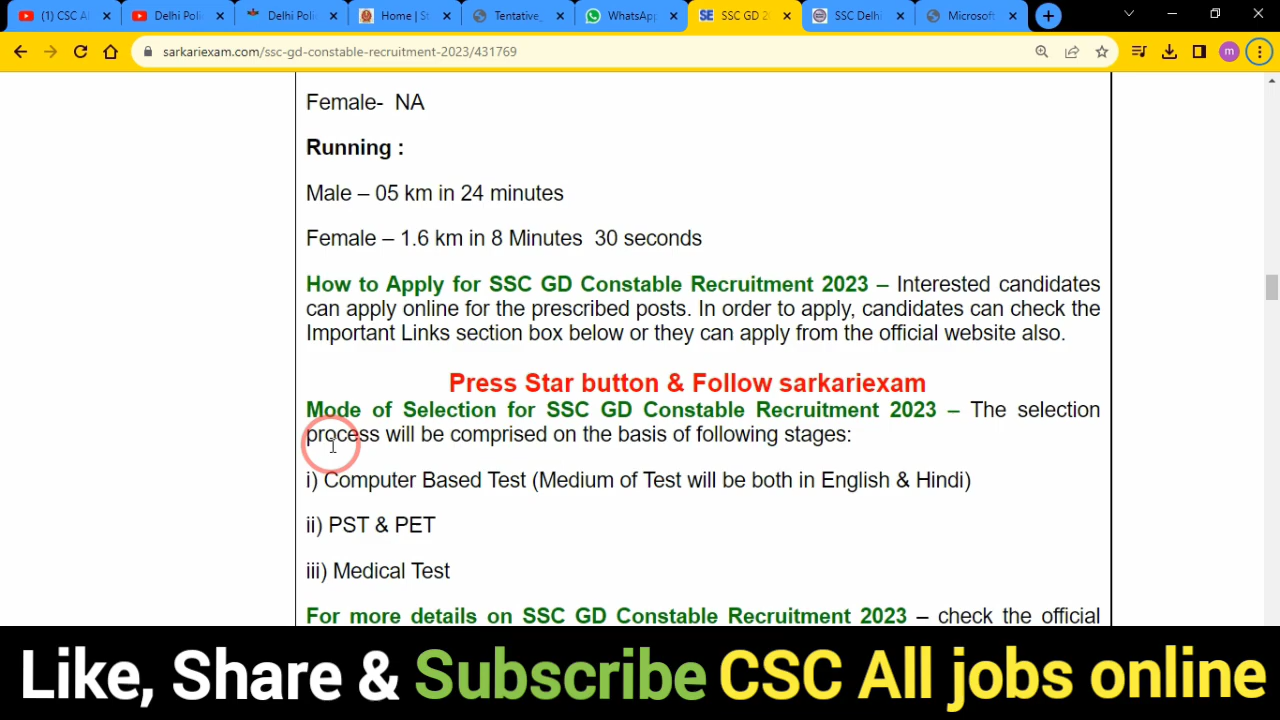 (1) CSC Al
Delhi Poli
Delhi Poli
Home | St
Tentative_
WhatsApp
SSC GD 2
SSC Delhi
Microsoft
sarkariexam.com/ssc-gd-constable-recruitment-2023/431769
m
Female- NA
Running :
Male – 05 km in 24 minutes
Female – 1.6 km in 8 Minutes 30 seconds
How to Apply for SSC GD Constable Recruitment 2023 – Interested candidates
can apply online for the prescribed posts. In order to apply, candidates can check the
Important Links section box below or they can apply from the official website also.
Press Star button & Follow sarkariexam
Mode of Selection for SSC GD Constable Recruitment 2023 – The selection
process will be comprised on the basis of following stages:
i) Computer Based Test (Medium of Test will be both in English & Hindi)
ii) PST & PET
iii) Medical Test
For more details on SSC GD Constable Recruitment 2023 – check the official
Like, Share & Subscribe CSC All jobs online